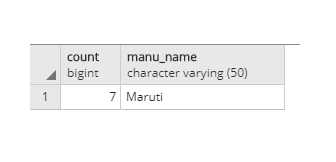 count manu_name
bigint character varying (50)
1 7 Maruti